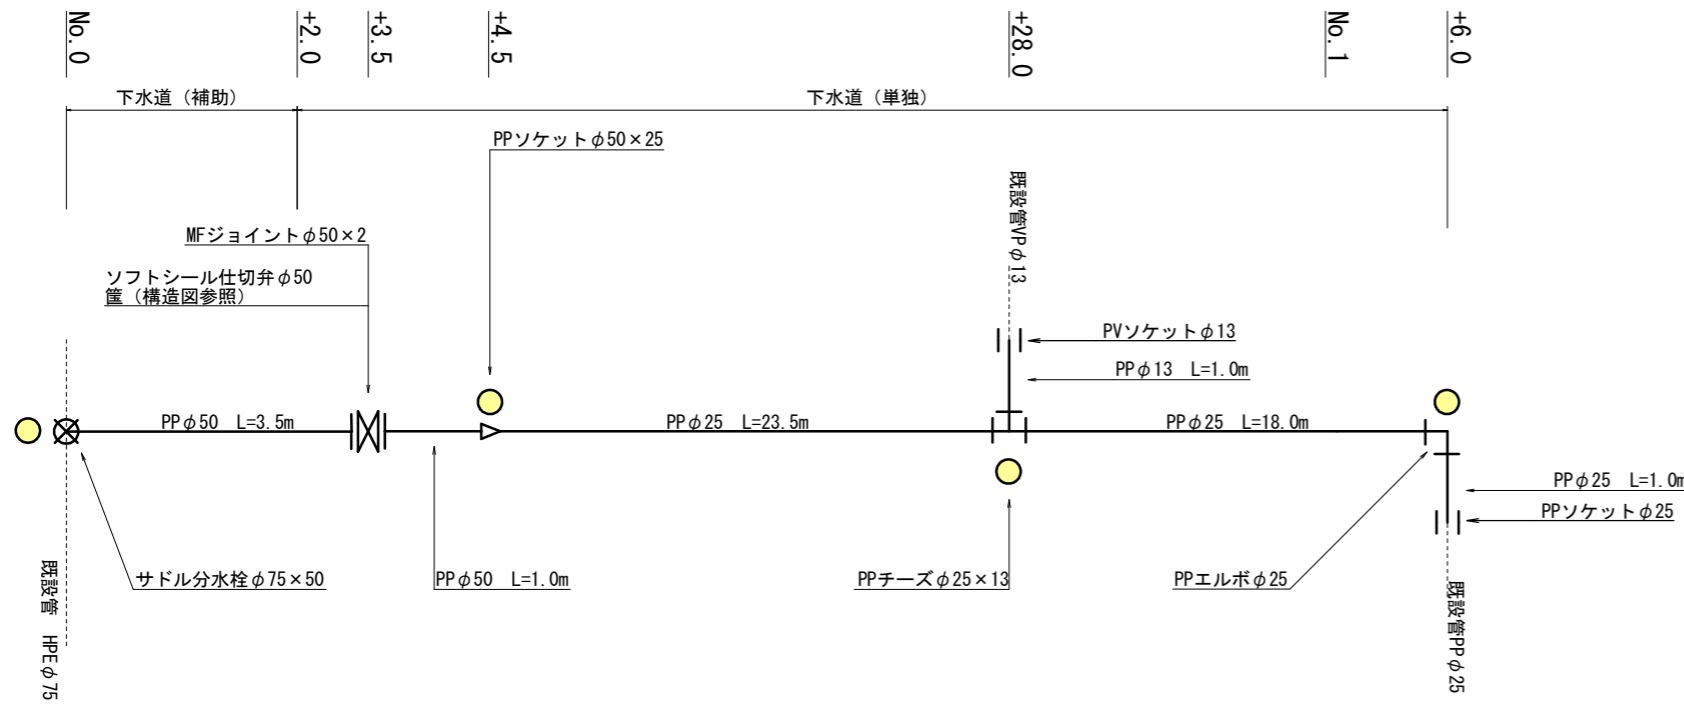 No.0
+2.0
+3.5
+4.5
+28.0
No.1
+6.0
下水道（補助）
下水道（単独）
PPソケットφ50×25
既設管VPφ13
MFジョイントφ50×2
ソフトシール仕切弁φ50
筐（構造図参照）
PVソケットφ13
PPφ13 L=1.0m
PPφ50 L=3.5m
PPφ25 L=23.5m
PPφ25 L=18.0m
PPφ25 L=1.0m
PPソケットφ25
既設管 HPEφ75
サドル分水栓φ75×50
PPφ50 L=1.0m
PPチーズφ25×13
PPエルボφ25
既設管PPφ25